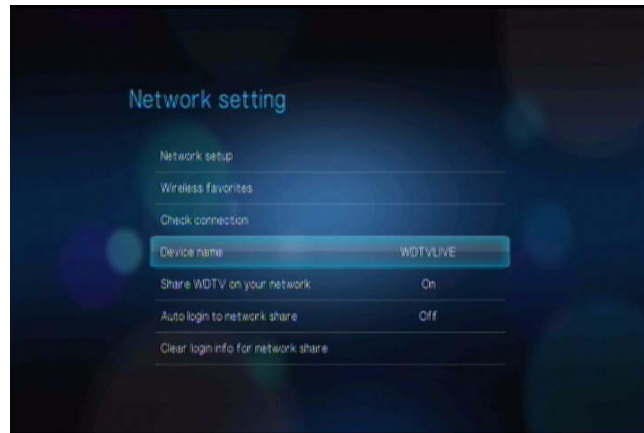 Network setting
Network setup
Wireless favorites
Check connection
Device name WDTVLIVE
Share WDTV on your network On
Auto login to network share Off
Clear login info for network share